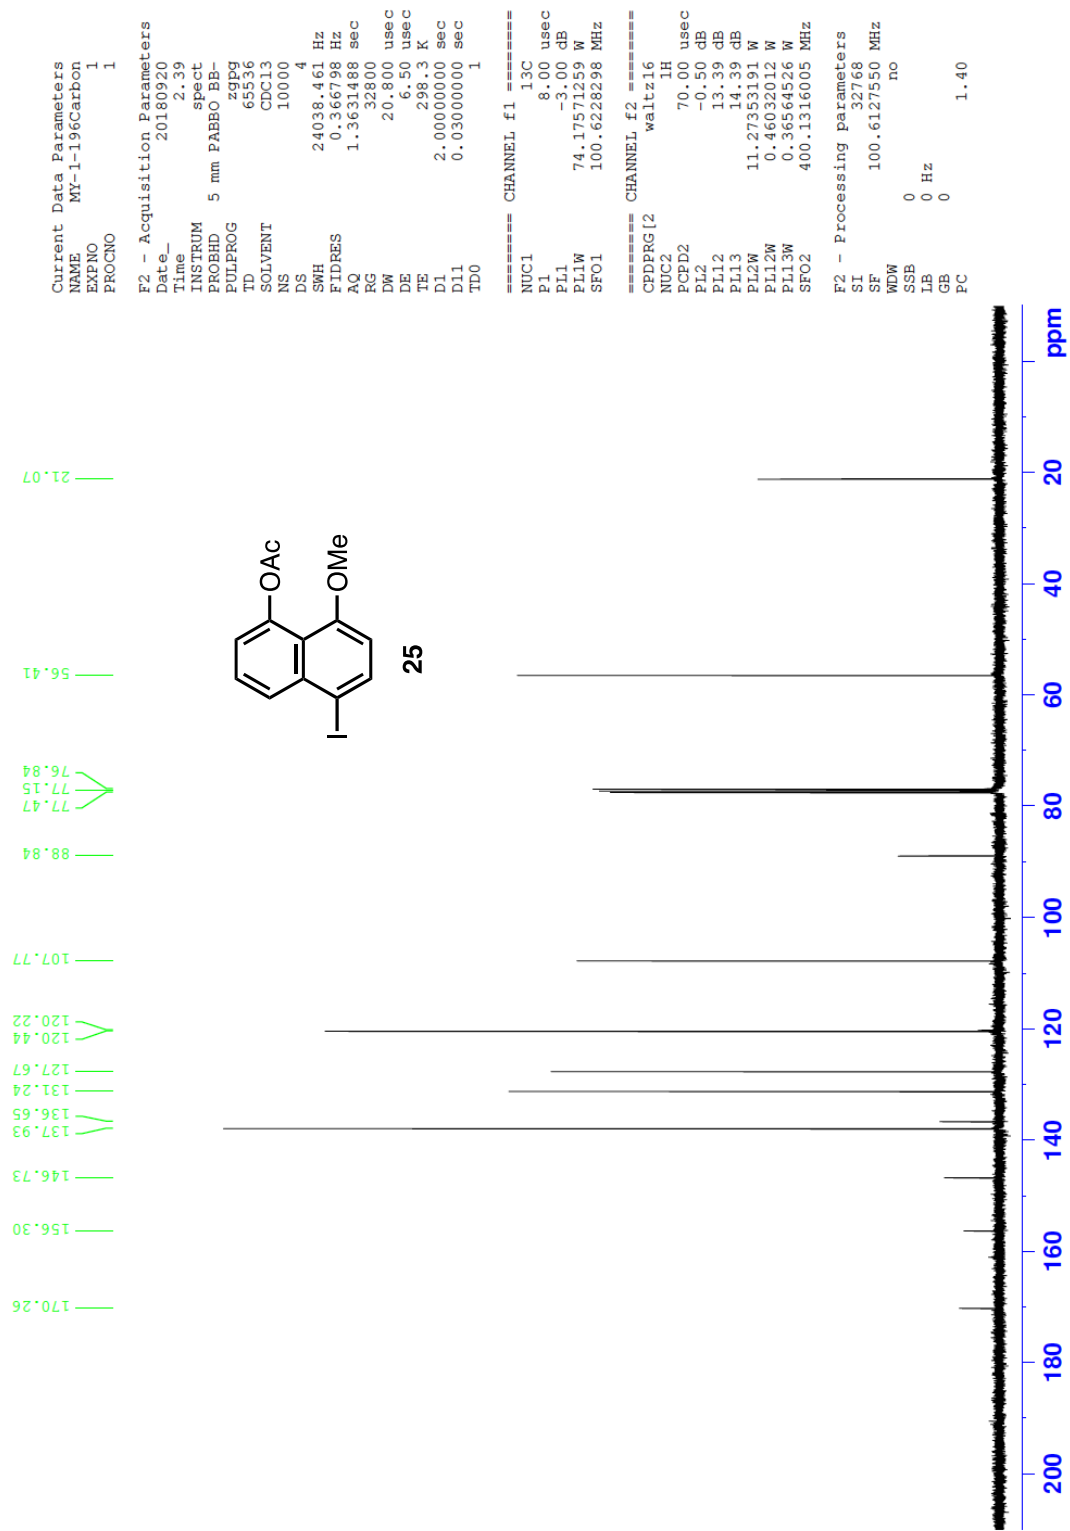 Current Data Parameters
NAME MY-1-196Carbon
EXPNO 1
PROCNO 1
F2 - Acquisition Parameters
Date_ 20180920
Time 2.39
INSTRUM spect
PROBHD 5 mm PABBO BB-
PULPROG zgpg
TD 65536
SOLVENT CDCl3
NS 10000
DS 4
SWH 24038.461 Hz
FIDRES 0.366798 Hz
AQ 1.3631488 sec
RG 32800
DW 20.800 usec
DE 6.50 usec
TE 298.3 K
D1 2.00000000 sec
D11 0.03000000 sec
TD0 1
======== CHANNEL f1 ========
NUC1 13C
P1 8.00 usec
PL1 -3.00 dB
PL1W 74.17571259 W
SFO1 100.6228298 MHz
======== CHANNEL f2 ========
CPDPRG[2 waltz16
NUC2 1H
PCPD2 70.00 usec
PL2 -0.50 dB
PL12 13.39 dB
PL13 14.39 dB
PL2W 11.27353191 W
PL12W 0.46032012 W
PL13W 0.36564526 W
SFO2 400.1316005 MHz
F2 - Processing parameters
SI 32768
SF 100.6127550 MHz
WDW no
SSB 0
LB 0 Hz
GB 0
PC 1.40
170.26
156.30
146.73
137.93
136.65
131.24
127.67
120.44
120.22
107.77
88.84
77.47
77.15
76.84
56.41
21.07
OAc
OMe
I
25
200
180
160
140
120
100
80
60
40
20
ppm